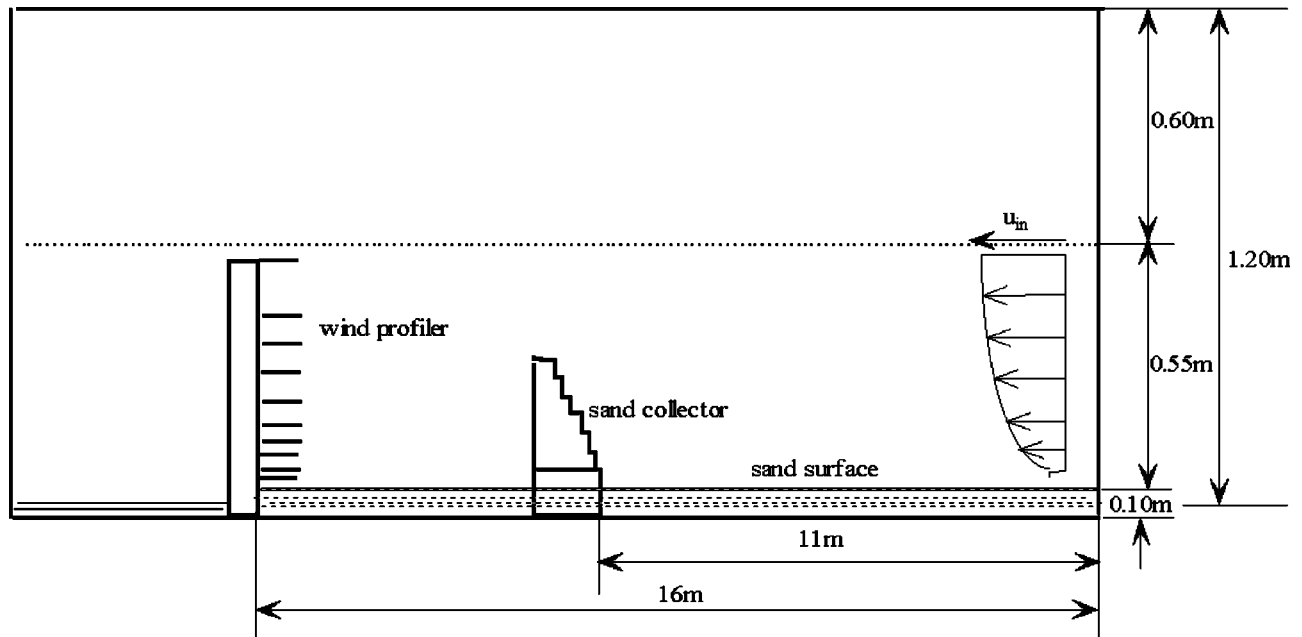 0.60m
u_in
1.20m
wind profiler
0.55m
sand collector
sand surface
0.10m
11m
16m